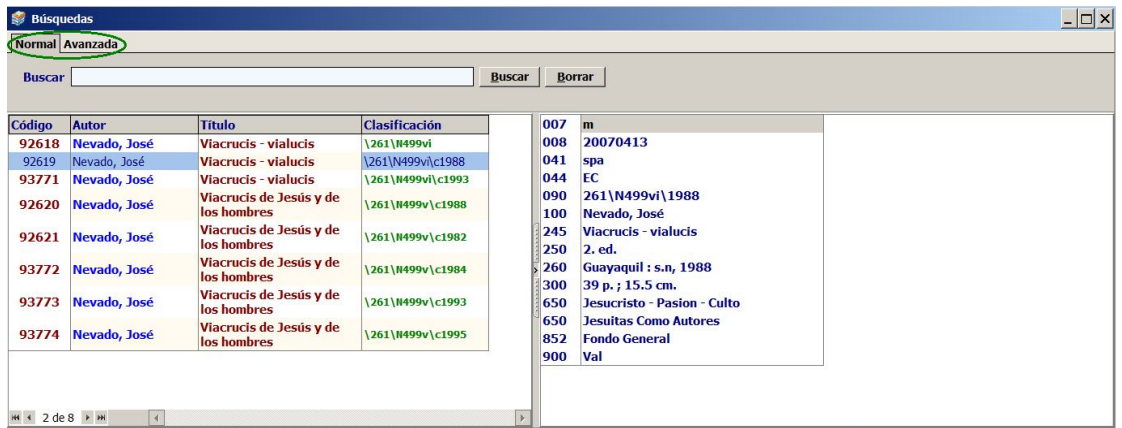 Búsquedas
Normal Avanzada
Buscar Buscar Borrar
Código Autor Título Clasificación
92618 Nevado, José Viacrucis - vialucis \261\N499vi
92619 Nevado, José Viacrucis - vialucis \261\N499vi\c1988
93771 Nevado, José Viacrucis - vialucis \261\N499vi\c1993
92620 Nevado, José Viacrucis de Jesús y de los hombres \261\N499v\c1988
92621 Nevado, José Viacrucis de Jesús y de los hombres \261\N499v\c1982
93772 Nevado, José Viacrucis de Jesús y de los hombres \261\N499v\c1984
93773 Nevado, José Viacrucis de Jesús y de los hombres \261\N499v\c1993
93774 Nevado, José Viacrucis de Jesús y de los hombres \261\N499v\c1995
2 de 8
007 m
008 20070413
041 spa
044 EC
090 261\N499vi\1988
100 Nevado, José
245 Viacrucis - vialucis
250 2. ed.
260 Guayaquil : s.n, 1988
300 39 p. ; 15.5 cm.
650 Jesucristo - Pasion - Culto
650 Jesuitas Como Autores
852 Fondo General
900 Val